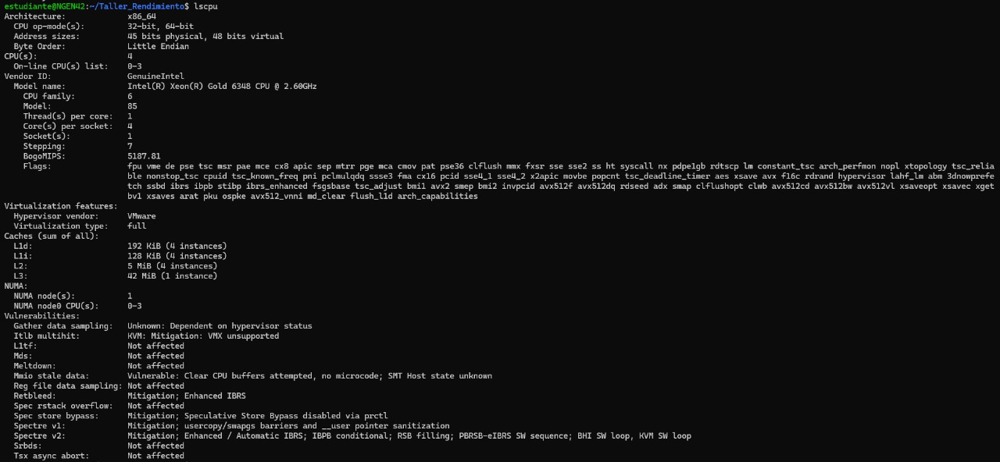 estudiante@NGEN42:~/Taller_Rendimiento$ lscpu
Architecture:            x86_64
  CPU op-mode(s):        32-bit, 64-bit
  Address sizes:         45 bits physical, 48 bits virtual
  Byte Order:            Little Endian
CPU(s):                  4
  On-line CPU(s) list:   0-3
Vendor ID:               GenuineIntel
  Model name:            Intel(R) Xeon(R) Gold 6348 CPU @ 2.60GHz
    CPU family:          6
    Model:               85
    Thread(s) per core:  1
    Core(s) per socket:  4
    Socket(s):           1
    Stepping:            7
    BogoMIPS:            5187.81
    Flags:               fpu vme de pse tsc msr pae mce cx8 apic sep mtrr pge mca cmov pat pse36 clflush mmx fxsr sse sse2 ss ht syscall nx pdpe1gb rdtscp lm constant_tsc arch_perfmon nopl xtopology tsc_relia
                         ble nonstop_tsc cpuid tsc_known_freq pni pclmulqdq ssse3 fma cx16 pcid sse4_1 sse4_2 x2apic movbe popcnt tsc_deadline_timer aes xsave avx f16c rdrand hypervisor lahf_lm abm 3dnowprefe
                         tch ssbd ibrs ibpb stibp ibrs_enhanced fsgsbase tsc_adjust bmi1 avx2 smep bmi2 invpcid avx512f avx512dq rdseed adx smap clflushopt clwb avx512cd avx512bw avx512vl xsaveopt xsavec xget
                         bv1 xsaves arat pku ospke avx512_vnni md_clear flush_l1d arch_capabilities
Virtualization features:
  Hypervisor vendor:     VMware
  Virtualization type:   full
Caches (sum of all):
  L1d:                   192 KiB (4 instances)
  L1i:                   128 KiB (4 instances)
  L2:                    5 MiB (4 instances)
  L3:                    42 MiB (1 instance)
NUMA:
  NUMA node(s):          1
  NUMA node0 CPU(s):     0-3
Vulnerabilities:
  Gather data sampling:  Unknown: Dependent on hypervisor status
  Itlb multihit:         KVM: Mitigation: VMX unsupported
  L1tf:                  Not affected
  Mds:                   Not affected
  Meltdown:              Not affected
  Mmio stale data:       Vulnerable: Clear CPU buffers attempted, no microcode; SMT Host state unknown
  Reg file data sampling: Not affected
  Retbleed:              Mitigation; Enhanced IBRS
  Spec rstack overflow:  Not affected
  Spec store bypass:     Mitigation; Speculative Store Bypass disabled via prctl
  Spectre v1:            Mitigation; usercopy/swapgs barriers and __user pointer sanitization
  Spectre v2:            Mitigation; Enhanced / Automatic IBRS; IBPB conditional; RSB filling; PBRSB-eIBRS SW sequence; BHI SW loop, KVM SW loop
  Srbds:                 Not affected
  Tsx async abort:       Not affected